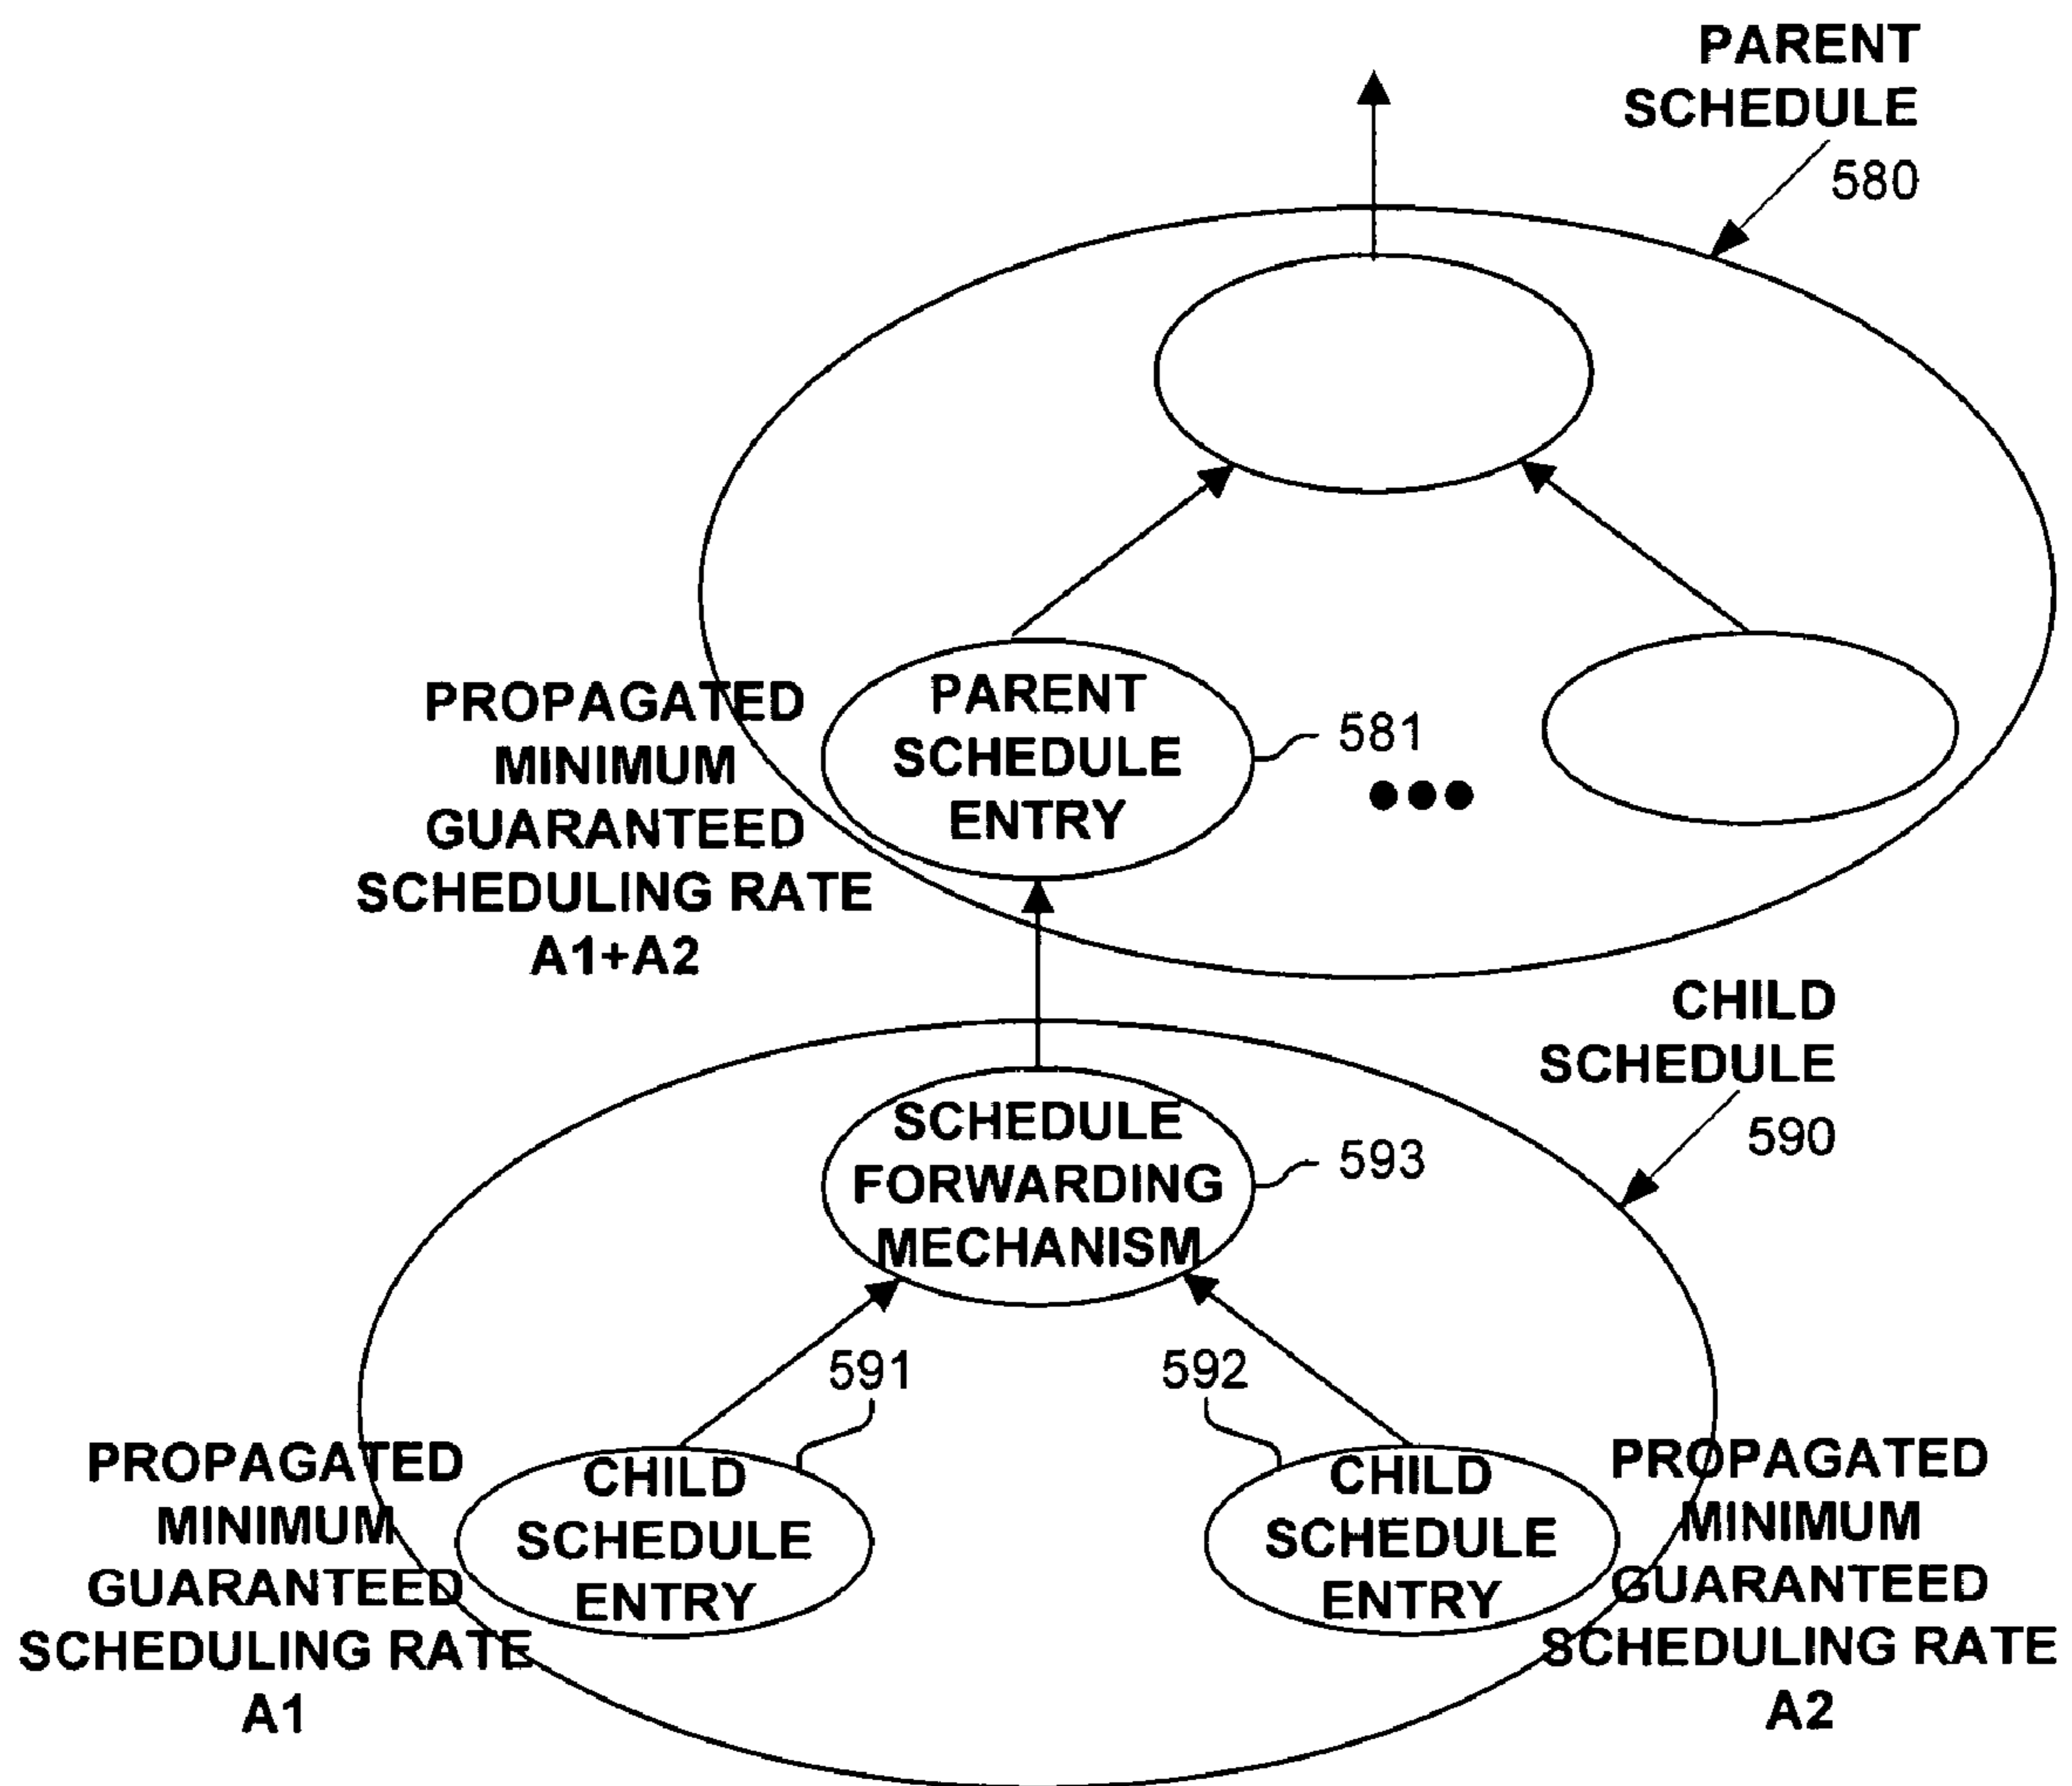 PARENT
SCHEDULE
580
PROPAGATED
MINIMUM
GUARANTEED
SCHEDULING RATE
A1+A2
PARENT
SCHEDULE
ENTRY
581
CHILD
SCHEDULE
590
SCHEDULE
FORWARDING
MECHANISM
593
591
592
PROPAGATED
MINIMUM
GUARANTEED
SCHEDULING RATE
A1
CHILD
SCHEDULE
ENTRY
CHILD
SCHEDULE
ENTRY
PROPAGATED
MINIMUM
GUARANTEED
SCHEDULING RATE
A2